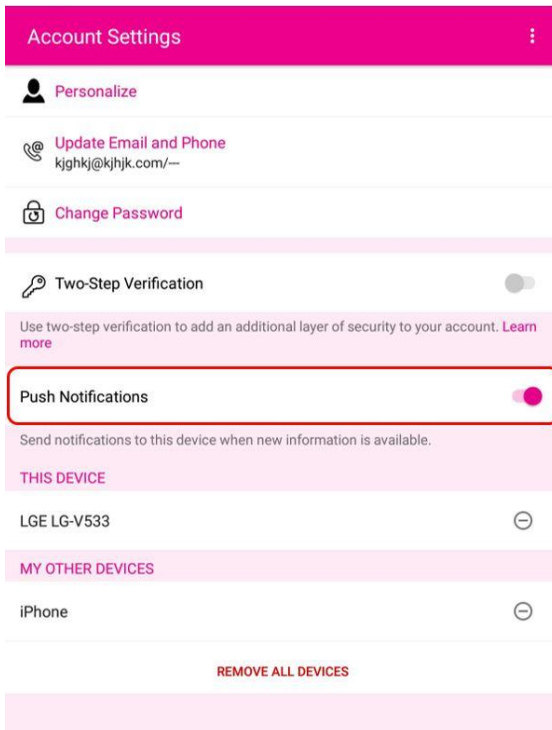 Account Settings
Personalize
Update Email and Phone
kjghkj@kjhjk.com/---
Change Password
Two-Step Verification
Use two-step verification to add an additional layer of security to your account. Learn
more
Push Notifications
Send notifications to this device when new information is available.
THIS DEVICE
LGE LG-V533
MY OTHER DEVICES
iPhone
REMOVE ALL DEVICES